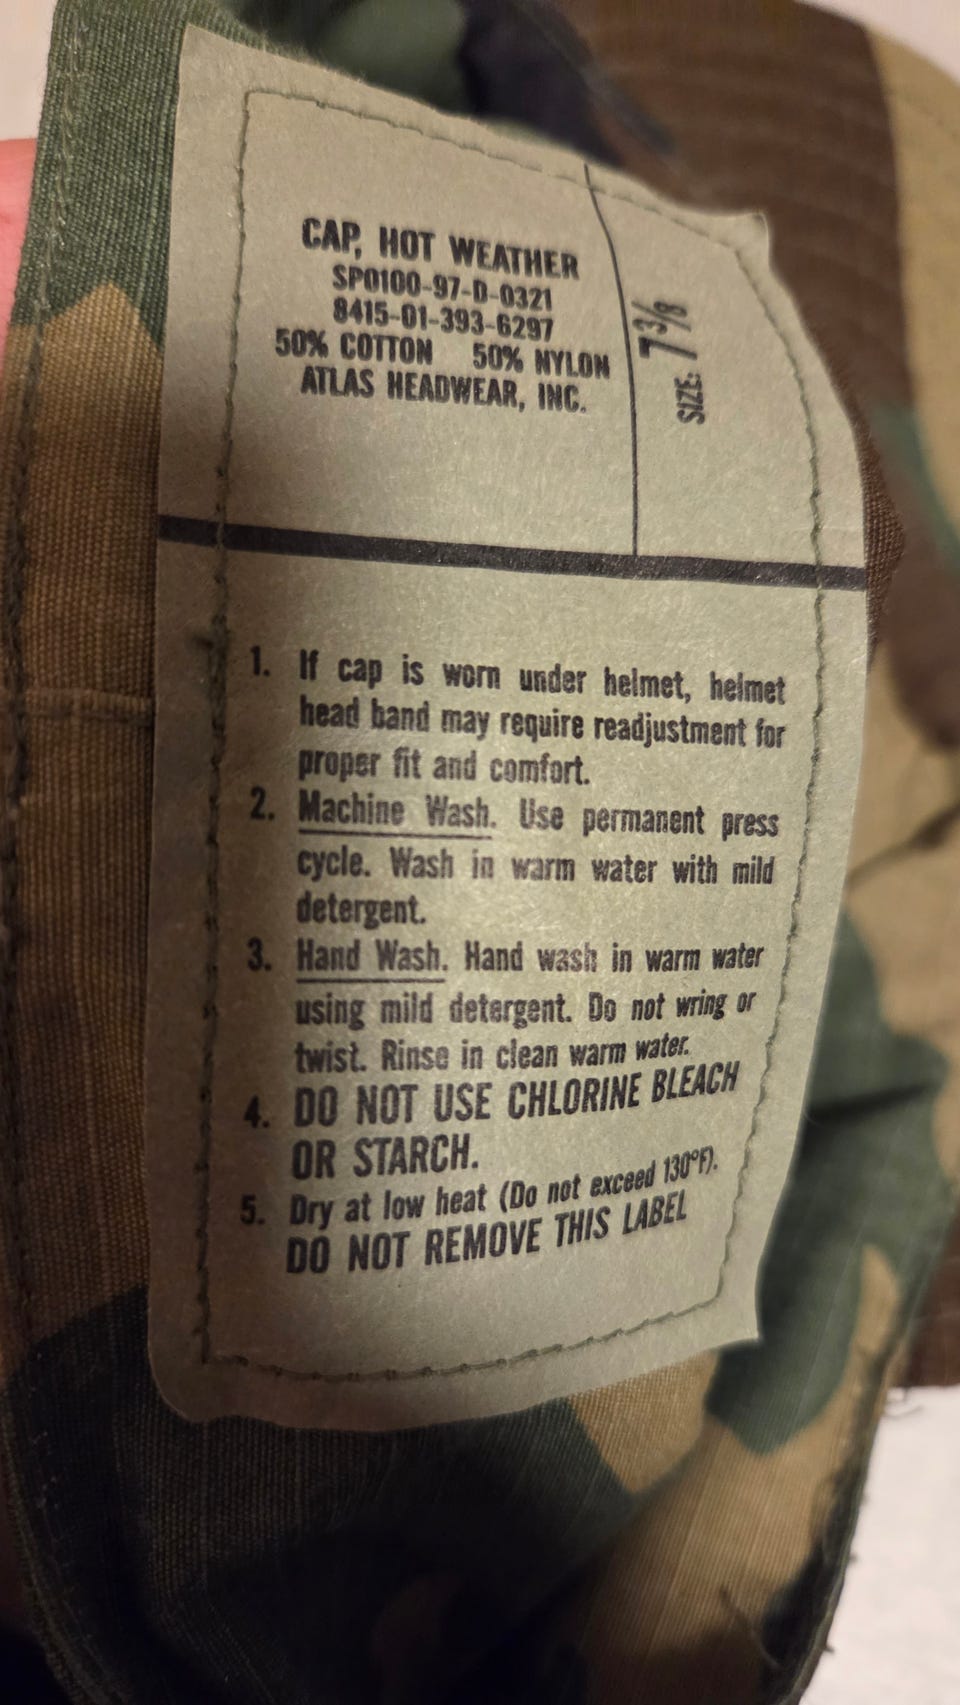 CAP, HOT WEATHER
SP0100-97-D-0321
8415-01-393-6297
50% COTTON 50% NYLON
ATLAS HEADWEAR, INC.
SIZE: 7 3/8
1. If cap is worn under helmet, helmet
head band may require readjustment for
proper fit and comfort.
2. Machine Wash. Use permanent press
cycle. Wash in warm water with mild
detergent.
3. Hand Wash. Hand wash in warm water
using mild detergent. Do not wring or
twist. Rinse in clean warm water.
4. DO NOT USE CHLORINE BLEACH
OR STARCH.
5. Dry at low heat (Do not exceed 130°F).
DO NOT REMOVE THIS LABEL